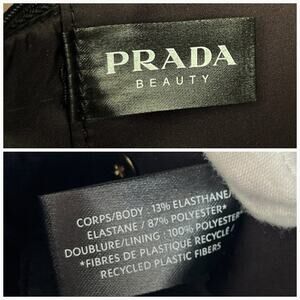 PRADA
BEAUTY
CORPS/BODY : 13% ELASTHANE/
ELASTANE / 87% POLYESTER*
DOUBLURE/LINING : 100% POLYESTER*
*FIBRES DE PLASTIQUE RECYCLÉ /
RECYCLED PLASTIC FIBERS